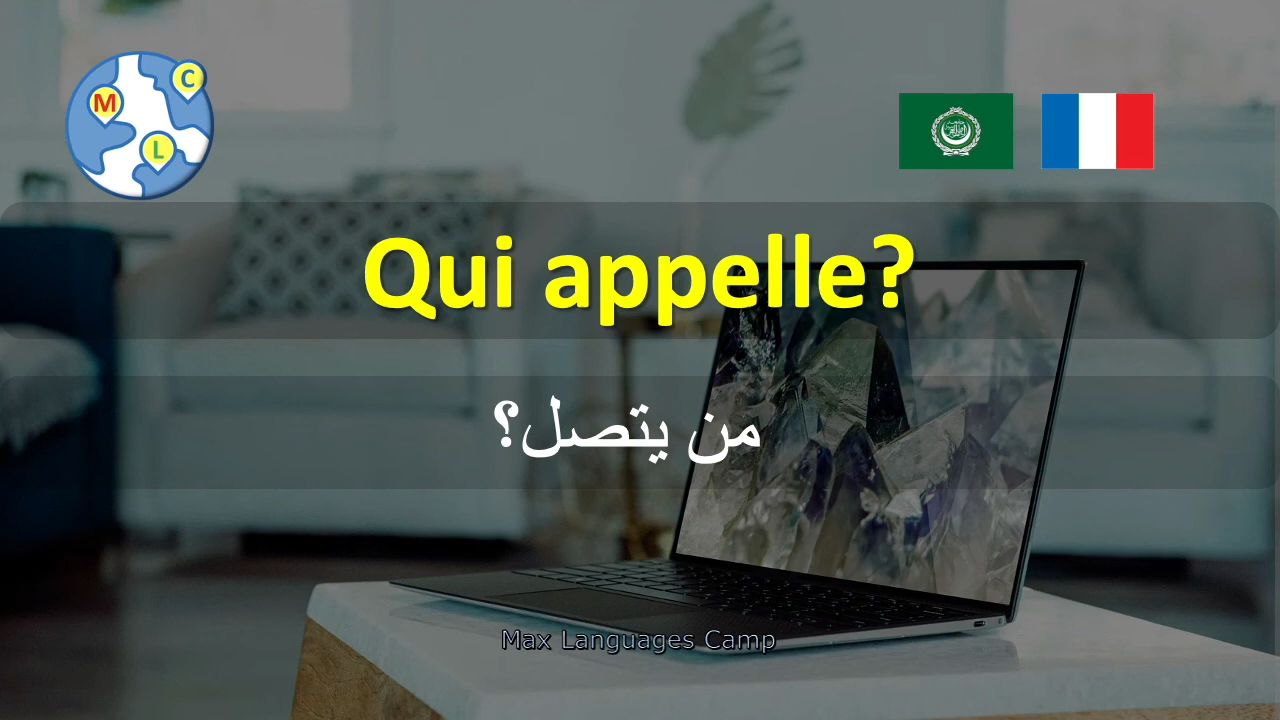 M
C
L
Qui appelle?
من يتصل؟
Max Languages Camp